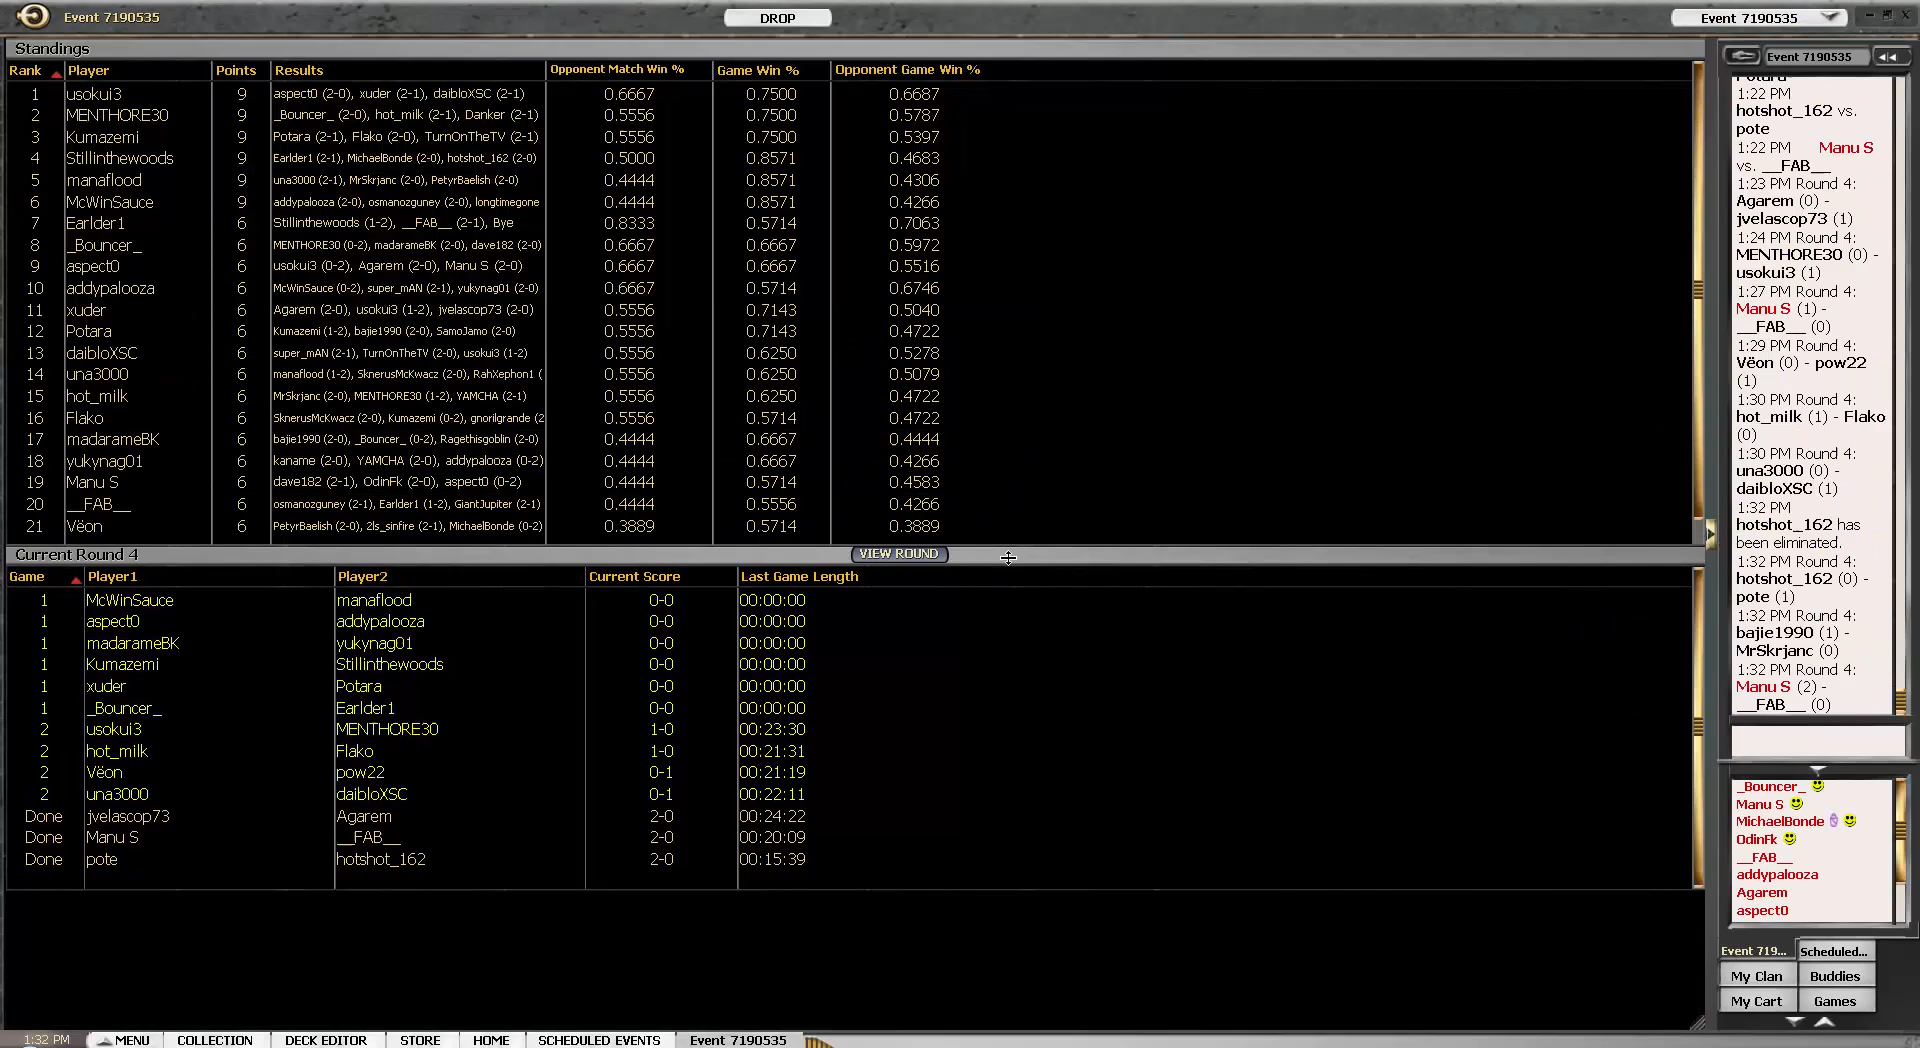 Event 7190535 DROP Event 7190535
Standings
Rank Player Points Results Opponent Match Win % Game Win % Opponent Game Win %
1 usokui3 9 aspect0 (2-0), xuder (2-1), daibloXSC (2-1) 0.6667 0.7500 0.6687
2 MENTHORE30 9 _Bouncer_ (2-0), hot_milk (2-1), Danker (2-1) 0.5556 0.7500 0.5787
3 Kumazemi 9 Potara (2-1), Flako (2-0), TurnOnTheTV (2-1) 0.5556 0.7500 0.5397
4 Stillinthewoods 9 Earlder1 (2-1), MichaelBonde (2-0), hotshot_162 (2-0) 0.5000 0.8571 0.4683
5 manaflood 9 una3000 (2-1), MrSkrjanc (2-0), PetyrBaelish (2-0) 0.4444 0.8571 0.4306
6 McWinSauce 9 addypalooza (2-0), osmanozguney (2-0), longtimegone 0.4444 0.8571 0.4266
7 Earlder1 6 Stillinthewoods (1-2), __FAB__ (2-1), Bye 0.8333 0.5714 0.7063
8 _Bouncer_ 6 MENTHORE30 (0-2), madarameBK (2-0), dave182 (2-0) 0.6667 0.6667 0.5972
9 aspect0 6 usokui3 (0-2), Agarem (2-0), Manu S (2-0) 0.6667 0.6667 0.5516
10 addypalooza 6 McWinSauce (0-2), super_mAN (2-1), yukynag01 (2-0) 0.6667 0.5714 0.6746
11 xuder 6 Agarem (2-0), usokui3 (1-2), jvelascop73 (2-0) 0.5556 0.7143 0.5040
12 Potara 6 Kumazemi (1-2), bajie1990 (2-0), SamoJamo (2-0) 0.5556 0.7143 0.4722
13 daibloXSC 6 super_mAN (2-1), TurnOnTheTV (2-0), usokui3 (1-2) 0.5556 0.6250 0.5278
14 una3000 6 manaflood (1-2), SknerusMcKwacz (2-0), RahXephon1 ( 0.5556 0.6250 0.5079
15 hot_milk 6 MrSkrjanc (2-0), MENTHORE30 (1-2), YAMCHA (2-1) 0.5556 0.6250 0.4722
16 Flako 6 SknerusMcKwacz (2-0), Kumazemi (0-2), gnorilgrande (2 0.5556 0.5714 0.4722
17 madarameBK 6 bajie1990 (2-0), _Bouncer_ (0-2), Ragethisgoblin (2-0) 0.4444 0.6667 0.4444
18 yukynag01 6 kaname (2-0), YAMCHA (2-0), addypalooza (0-2) 0.4444 0.6667 0.4266
19 Manu S 6 dave182 (2-1), OdinFk (2-0), aspect0 (0-2) 0.4444 0.5714 0.4583
20 __FAB__ 6 osmanozguney (2-1), Earlder1 (1-2), GiantJupiter (2-1) 0.4444 0.5556 0.4266
21 Vëon 6 PetyrBaelish (2-0), 2ls_sinfire (2-1), MichaelBonde (0-2) 0.3889 0.5714 0.3889
Current Round 4 VIEW ROUND
Game Player1 Player2 Current Score Last Game Length
1 McWinSauce manaflood 0-0 00:00:00
1 aspect0 addypalooza 0-0 00:00:00
1 madarameBK yukynag01 0-0 00:00:00
1 Kumazemi Stillinthewoods 0-0 00:00:00
1 xuder Potara 0-0 00:00:00
1 _Bouncer_ Earlder1 0-0 00:00:00
2 usokui3 MENTHORE30 1-0 00:23:30
2 hot_milk Flako 1-0 00:21:31
2 Vëon pow22 0-1 00:21:19
2 una3000 daibloXSC 0-1 00:22:11
Done jvelascop73 Agarem 2-0 00:24:22
Done Manu S __FAB__ 2-0 00:20:09
Done pote hotshot_162 2-0 00:15:39
Event 7190535
Potara
1:22 PM
hotshot_162 vs.
pote
1:22 PM Manu S
vs. __FAB__
1:23 PM Round 4:
Agarem (0) -
jvelascop73 (1)
1:24 PM Round 4:
MENTHORE30 (0) -
usokui3 (1)
1:27 PM Round 4:
Manu S (1) -
__FAB__ (0)
1:29 PM Round 4:
Vëon (0) - pow22
(1)
1:30 PM Round 4:
hot_milk (1) - Flako
(0)
1:30 PM Round 4:
una3000 (0) -
daibloXSC (1)
1:32 PM
hotshot_162 has
been eliminated.
1:32 PM Round 4:
hotshot_162 (0) -
pote (1)
1:32 PM Round 4:
bajie1990 (1) -
MrSkrjanc (0)
1:32 PM Round 4:
Manu S (2) -
__FAB__ (0)
_Bouncer_
Manu S
MichaelBonde
OdinFk
__FAB__
addypalooza
Agarem
aspect0
Event 719... Scheduled...
My Clan Buddies
My Cart Games
1:32 PM MENU COLLECTION DECK EDITOR STORE HOME SCHEDULED EVENTS Event 7190535